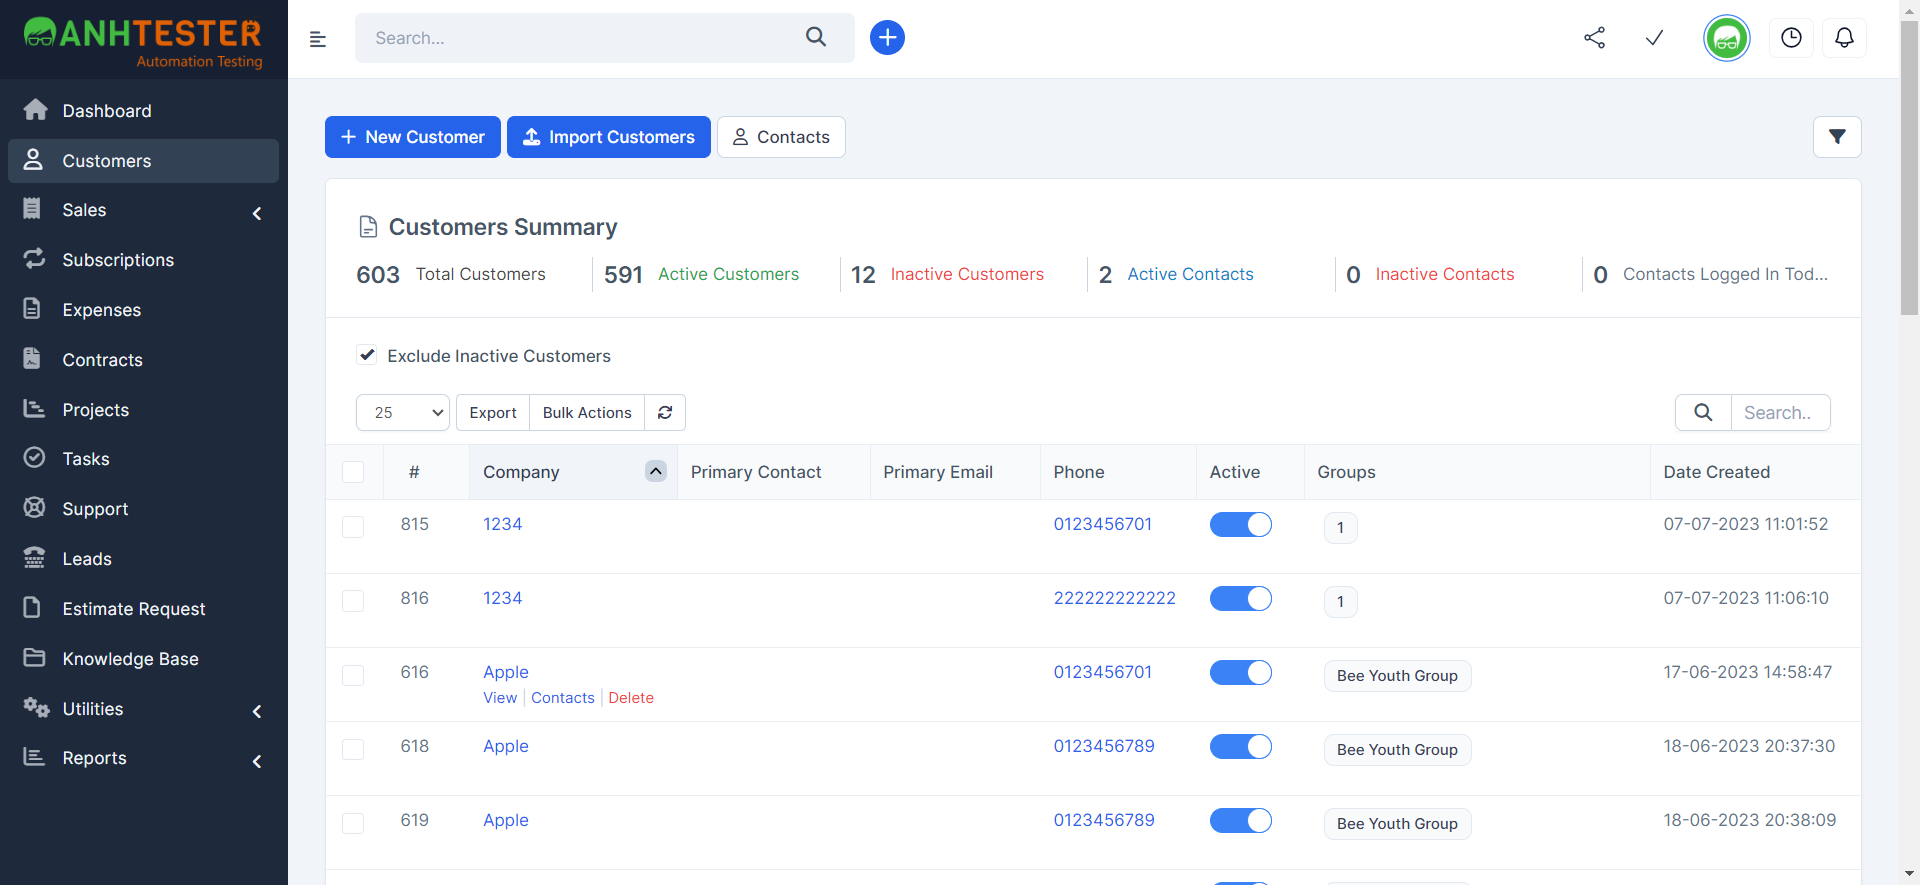 ANHTESTER
Automation Testing
Search...
Dashboard
Customers
Sales
Subscriptions
Expenses
Contracts
Projects
Tasks
Support
Leads
Estimate Request
Knowledge Base
Utilities
Reports
New Customer
Import Customers
Contacts
Customers Summary
603 Total Customers
591 Active Customers
12 Inactive Customers
2 Active Contacts
0 Inactive Contacts
0 Contacts Logged In Tod...
Exclude Inactive Customers
25 Export Bulk Actions
Search..
# Company Primary Contact Primary Email Phone Active Groups Date Created
815 1234 0123456701 1 07-07-2023 11:01:52
816 1234 222222222222 1 07-07-2023 11:06:10
616 Apple 0123456701 Bee Youth Group 17-06-2023 14:58:47
View | Contacts | Delete
618 Apple 0123456789 Bee Youth Group 18-06-2023 20:37:30
619 Apple 0123456789 Bee Youth Group 18-06-2023 20:38:09